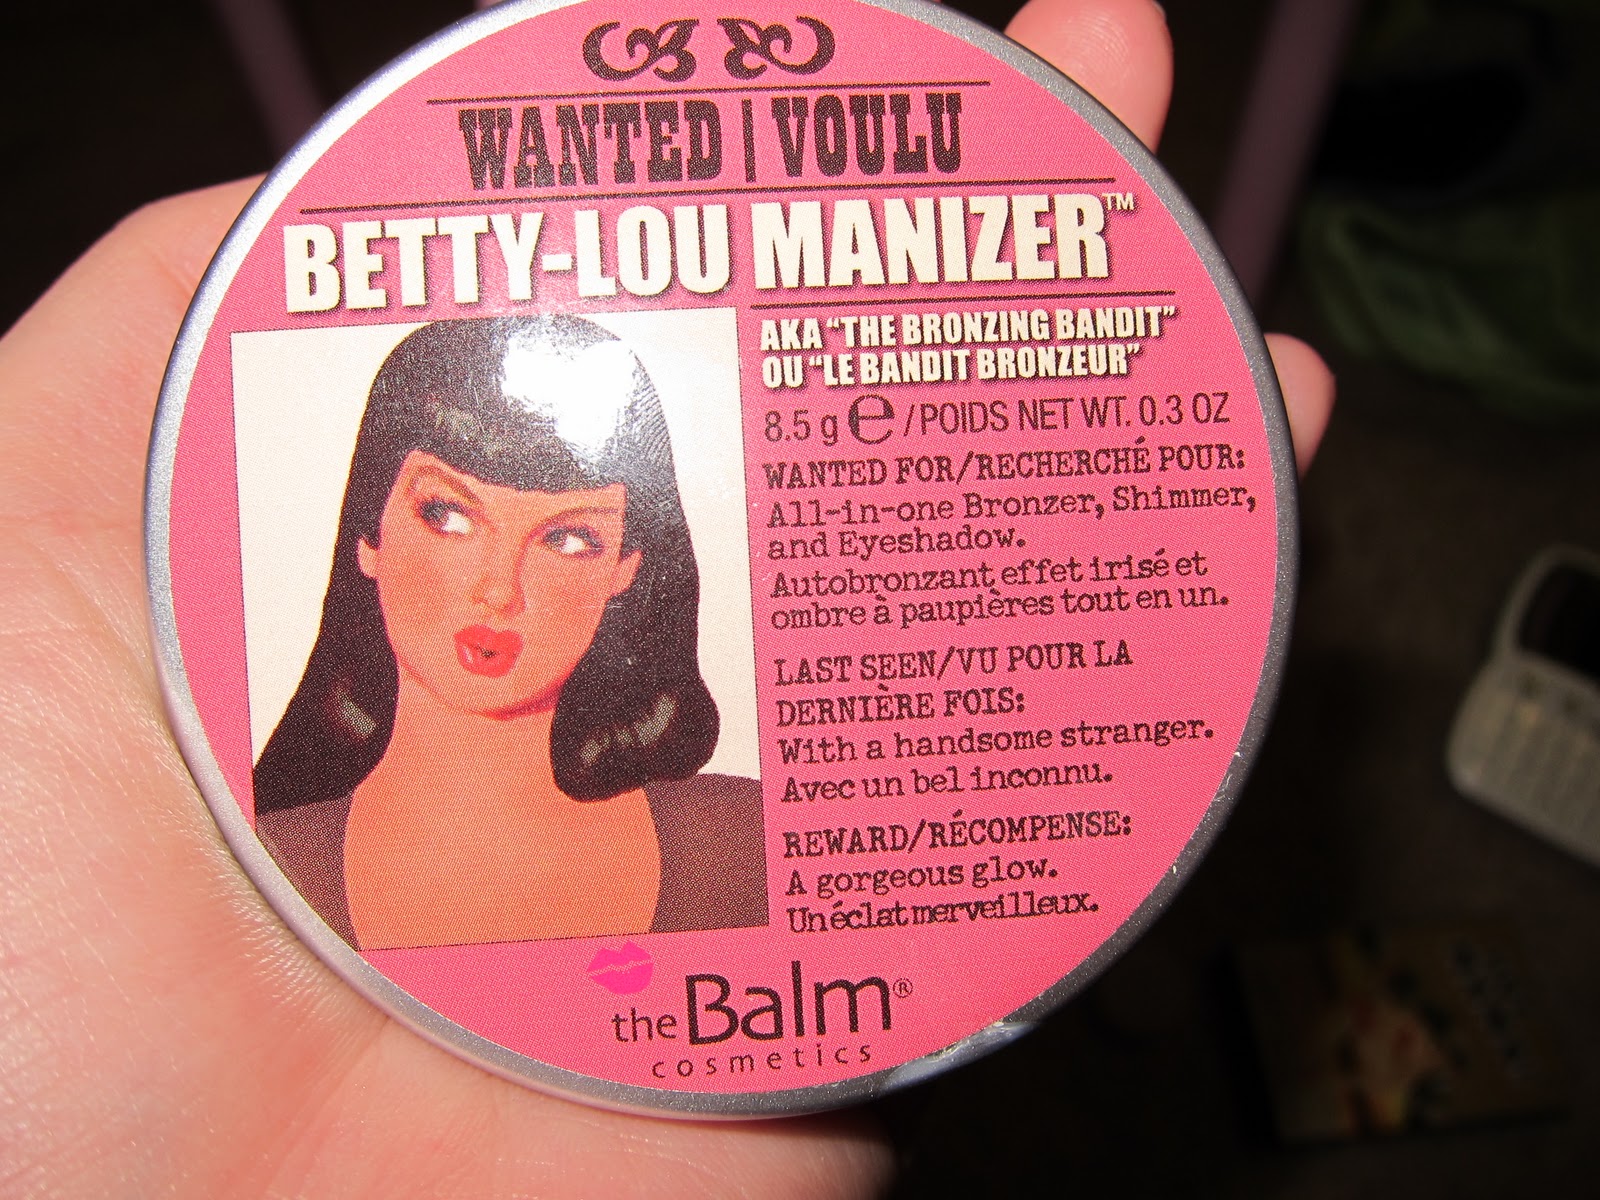 WANTED | VOULU
BETTY-LOU MANIZER™
AKA "THE BRONZING BANDIT"
OU "LE BANDIT BRONZEUR"
8.5 g ℮ /POIDS NET WT. 0.3 OZ
WANTED FOR/RECHERCHÉ POUR:
All-in-one Bronzer, Shimmer,
and Eyeshadow.
Autobronzant effet irisé et
ombre à paupières tout en un.
LAST SEEN/VU POUR LA
DERNIÈRE FOIS:
With a handsome stranger.
Avec un bel inconnu.
REWARD/RÉCOMPENSE:
A gorgeous glow.
Un éclat merveilleux.
theBalm®
cosmetics